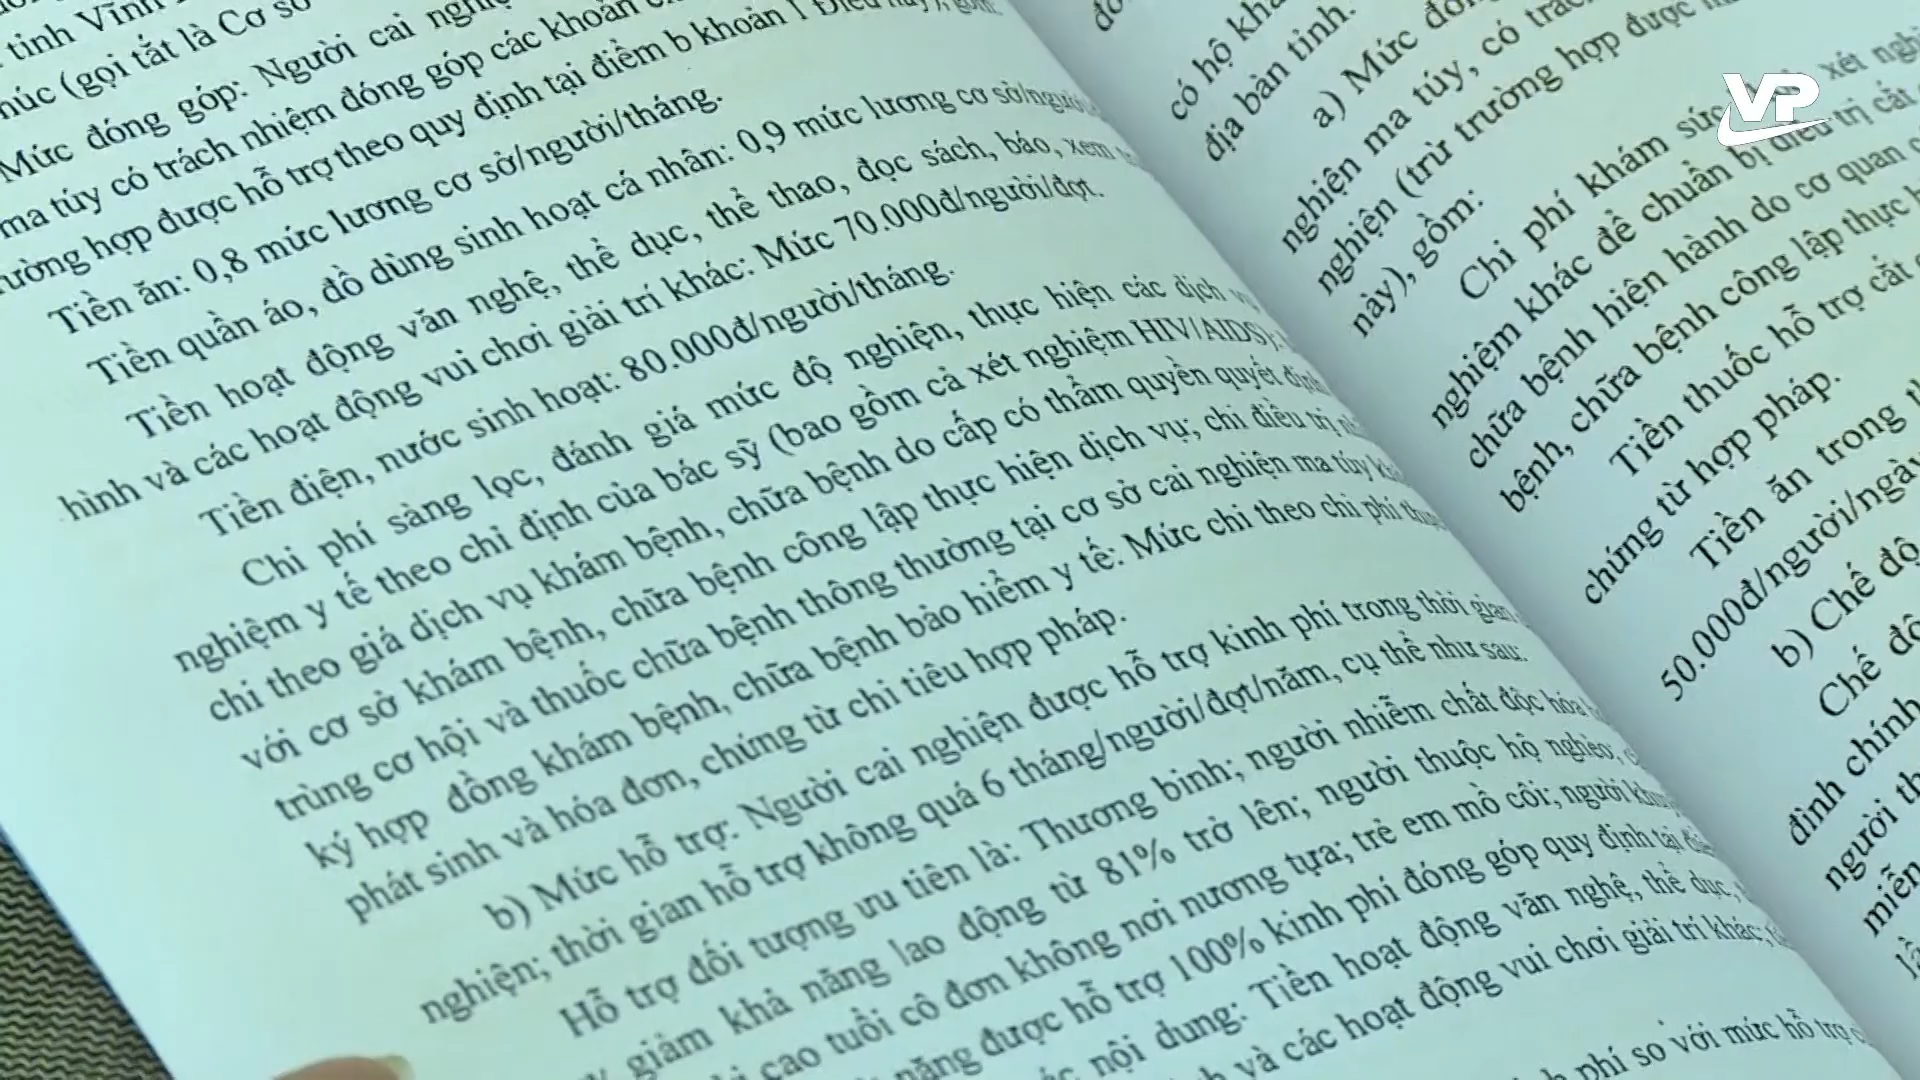 tỉnh Vĩnh
húc (gọi tắt là Cơ sở
Mức đóng góp: Người cai
ma túy có trách nhiệm đóng góp các khoản
trường hợp được hỗ trợ theo quy định tại điểm b khoản 1 Điều này), gồm:
Tiền ăn: 0,8 mức lương cơ sở/người/tháng.
Tiền quần áo, đồ dùng sinh hoạt cá nhân: 0,9 mức lương cơ sở/người
Tiền hoạt động văn nghệ, thể dục, thể thao, đọc sách, báo, xem
hình và các hoạt động vui chơi giải trí khác: Mức 70.000đ/người/đợt.
Tiền điện, nước sinh hoạt: 80.000đ/người/tháng.
Chi phí sàng lọc, đánh giá mức độ nghiện, thực hiện các dịch
nghiệm y tế theo chỉ định của bác sỹ (bao gồm cả xét nghiệm HIV/AIDS):
chi theo giá dịch vụ khám bệnh, chữa bệnh do cấp có thẩm quyền quyết định
với cơ sở khám bệnh, chữa bệnh công lập thực hiện dịch vụ; chi điều trị
trùng cơ hội và thuốc chữa bệnh thông thường tại cơ sở cai nghiện ma túy
ký hợp đồng khám bệnh, chữa bệnh bảo hiểm y tế: Mức chi theo chi phí
phát sinh và hóa đơn, chứng từ chi tiêu hợp pháp.
b) Mức hỗ trợ: Người cai nghiện được hỗ trợ kinh phí trong thời gian
nghiện; thời gian hỗ trợ không quá 6 tháng/người/đợt/năm, cụ thể như sau:
Hỗ trợ đối tượng ưu tiên là: Thương binh; người nhiễm chất độc hóa
giảm khả năng lao động từ 81% trở lên; người thuộc hộ nghèo;
cao tuổi cô đơn không nơi nương tựa; trẻ em mồ côi; người
năng được hỗ trợ 100% kinh phí đóng góp quy định tại
nội dung: Tiền hoạt động văn nghệ, thể dục,
và các hoạt động vui chơi giải trí khác;
phí so với mức hỗ trợ
có hộ
địa bàn tỉnh.
a) Mức
nghiện ma túy, có trách
nghiện (trừ trường hợp được
này), gồm:
Chi phí khám sức xét
nghiệm khác để chuẩn bị điều trị cắt
chữa bệnh hiện hành do cơ quan
bệnh, chữa bệnh công lập thực
Tiền thuốc hỗ trợ cắt
chứng từ hợp pháp.
Tiền ăn trong
50.000đ/người/ngày
b) Chế độ
Chế độ
đình chính
người
miễn
VP